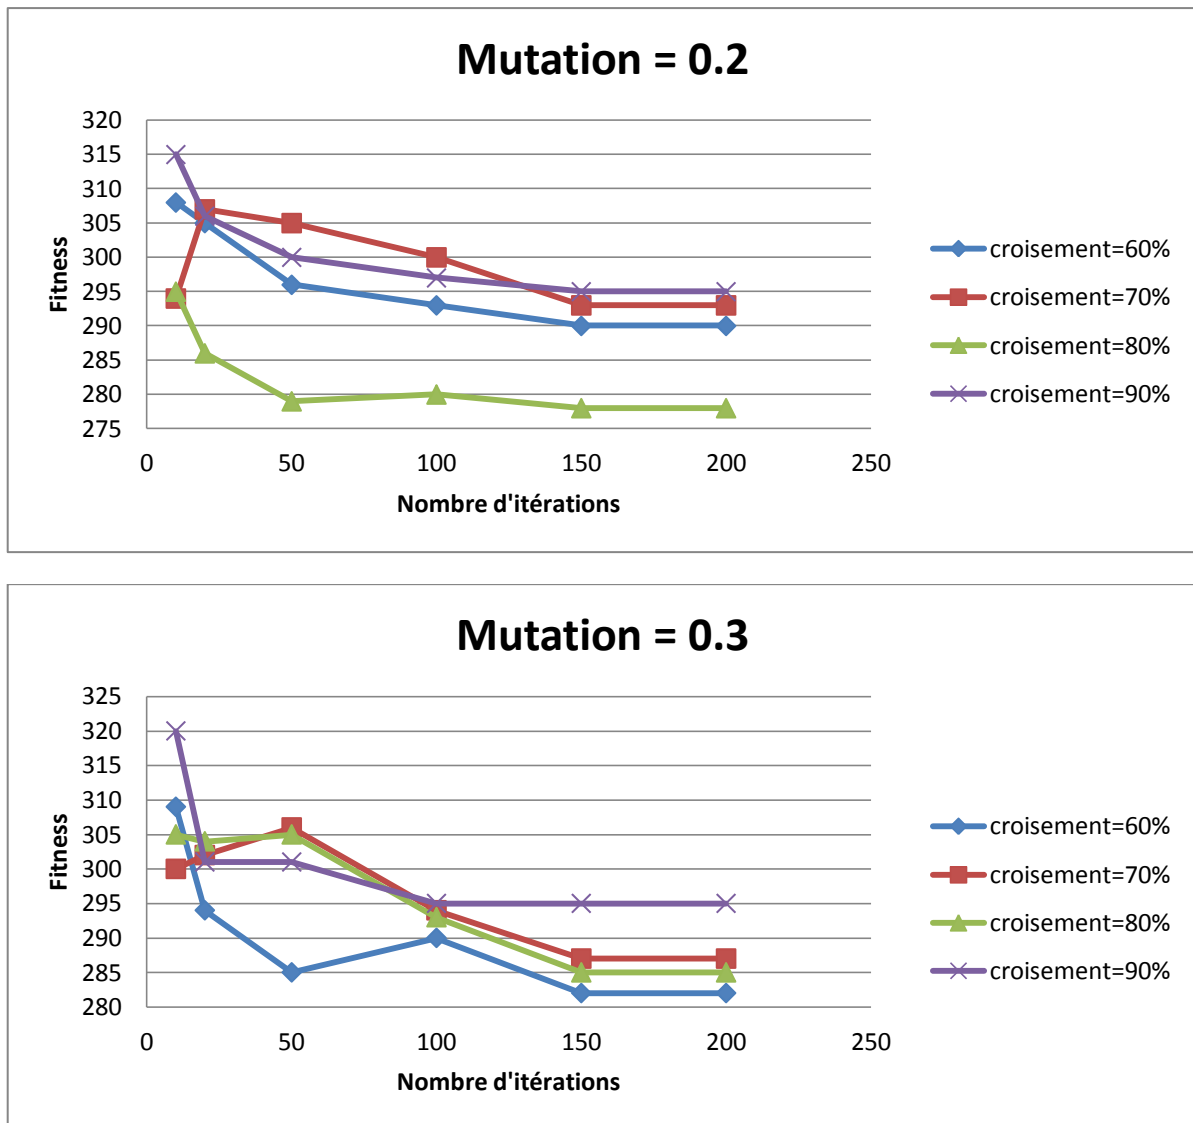 Mutation = 0.2
320
315
310
305
300
295
290
285
280
275
Fitness
0 50 100 150 200 250
Nombre d'itérations
croisement=60%
croisement=70%
croisement=80%
croisement=90%
Mutation = 0.3
325
320
315
310
305
300
295
290
285
280
Fitness
0 50 100 150 200 250
Nombre d'itérations
croisement=60%
croisement=70%
croisement=80%
croisement=90%